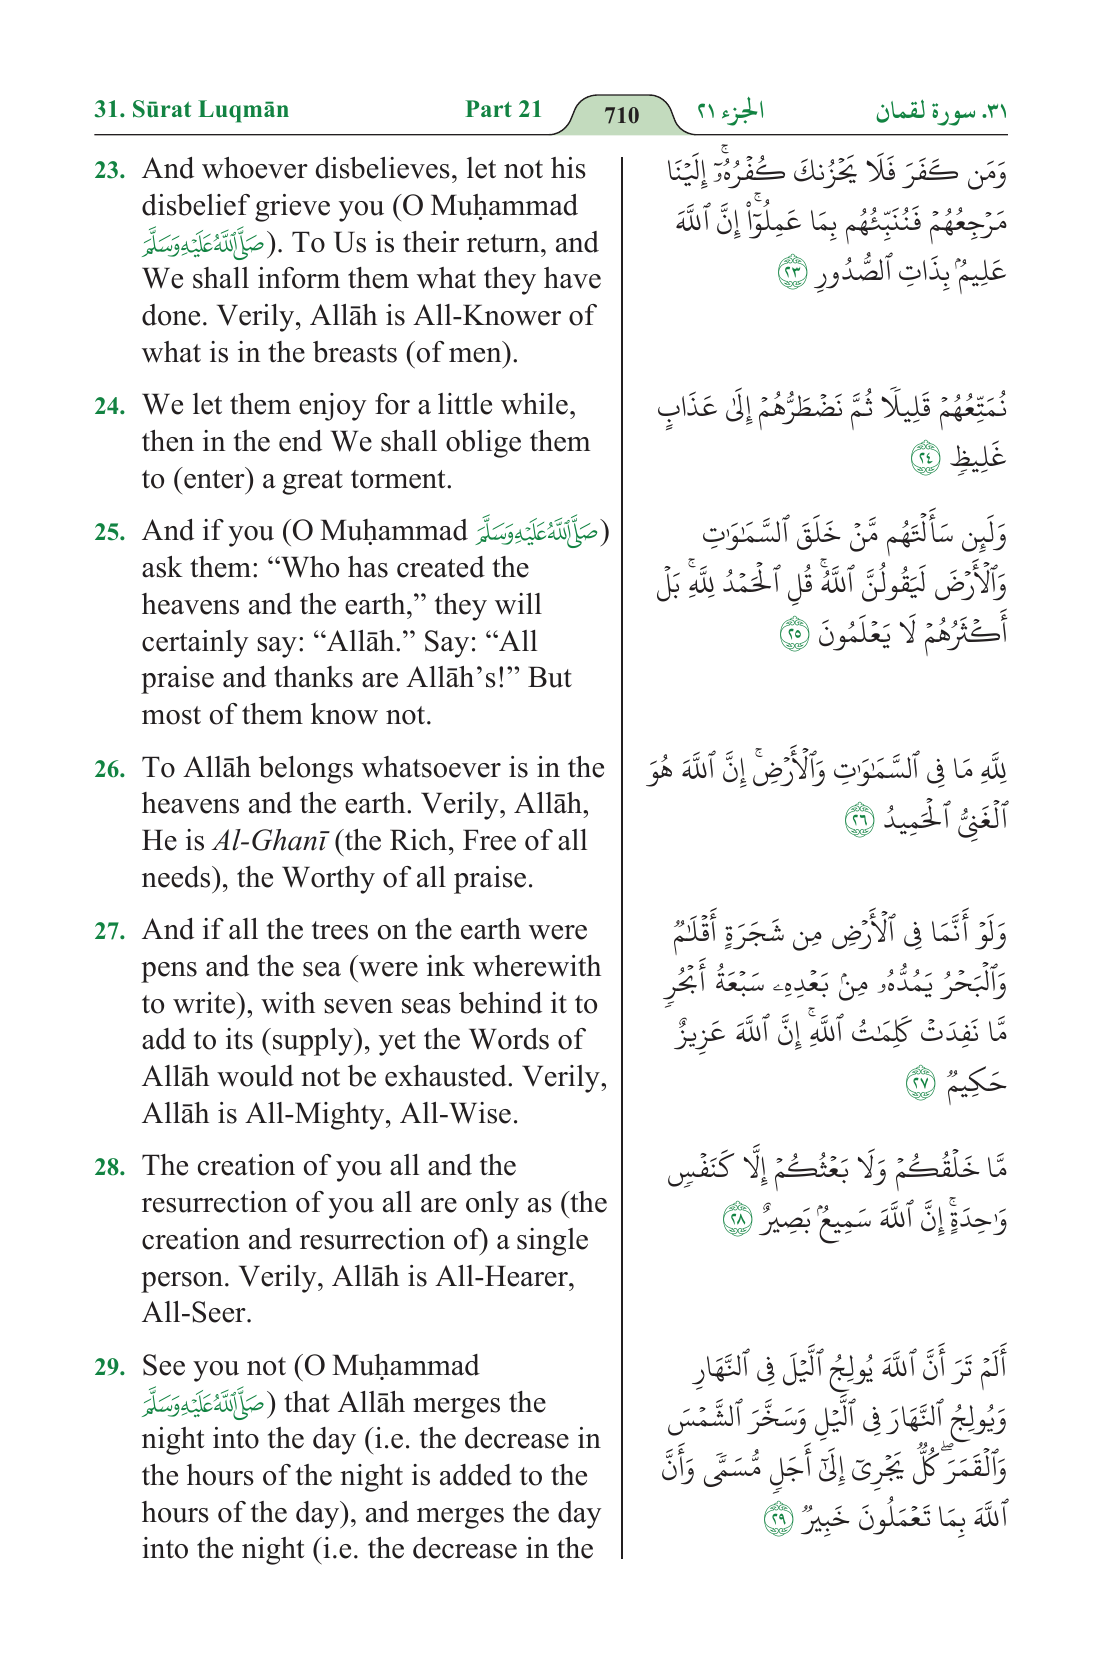 31. Sūrat Luqmān Part 21 710 الجزء ٢١ ٣١. سورة لقمان
23. And whoever disbelieves, let not his
disbelief grieve you (O Muḥammad
صَلَّى ٱللَّهُ عَلَيْهِ وَسَلَّمَ). To Us is their return, and
We shall inform them what they have
done. Verily, Allāh is All-Knower of
what is in the breasts (of men).
24. We let them enjoy for a little while,
then in the end We shall oblige them
to (enter) a great torment.
25. And if you (O Muḥammad صَلَّى ٱللَّهُ عَلَيْهِ وَسَلَّمَ)
ask them: “Who has created the
heavens and the earth,” they will
certainly say: “Allāh.” Say: “All
praise and thanks are Allāh’s!” But
most of them know not.
26. To Allāh belongs whatsoever is in the
heavens and the earth. Verily, Allāh,
He is Al-Ghanī (the Rich, Free of all
needs), the Worthy of all praise.
27. And if all the trees on the earth were
pens and the sea (were ink wherewith
to write), with seven seas behind it to
add to its (supply), yet the Words of
Allāh would not be exhausted. Verily,
Allāh is All-Mighty, All-Wise.
28. The creation of you all and the
resurrection of you all are only as (the
creation and resurrection of) a single
person. Verily, Allāh is All-Hearer,
All-Seer.
29. See you not (O Muḥammad
صَلَّى ٱللَّهُ عَلَيْهِ وَسَلَّمَ) that Allāh merges the
night into the day (i.e. the decrease in
the hours of the night is added to the
hours of the day), and merges the day
into the night (i.e. the decrease in the
وَمَن كَفَرَ فَلَا يَحْزُنكَ كُفْرُهُۥٓ ۚ إِلَيْنَا
مَرْجِعُهُمْ فَنُنَبِّئُهُم بِمَا عَمِلُوٓا۟ ۚ إِنَّ ٱللَّهَ
عَلِيمٌۢ بِذَاتِ ٱلصُّدُورِ ٢٣
نُمَتِّعُهُمْ قَلِيلًا ثُمَّ نَضْطَرُّهُمْ إِلَىٰ عَذَابٍ
غَلِيظٍ ٢٤
وَلَئِن سَأَلْتَهُم مَّنْ خَلَقَ ٱلسَّمَـٰوَٰتِ
وَٱلْأَرْضَ لَيَقُولُنَّ ٱللَّهُ ۚ قُلِ ٱلْحَمْدُ لِلَّهِ ۚ بَلْ
أَكْثَرُهُمْ لَا يَعْلَمُونَ ٢٥
لِلَّهِ مَا فِى ٱلسَّمَـٰوَٰتِ وَٱلْأَرْضِ ۚ إِنَّ ٱللَّهَ هُوَ
ٱلْغَنِىُّ ٱلْحَمِيدُ ٢٦
وَلَوْ أَنَّمَا فِى ٱلْأَرْضِ مِن شَجَرَةٍ أَقْلَـٰمٌ
وَٱلْبَحْرُ يَمُدُّهُۥ مِنۢ بَعْدِهِۦ سَبْعَةُ أَبْحُرٍ
مَّا نَفِدَتْ كَلِمَـٰتُ ٱللَّهِ ۚ إِنَّ ٱللَّهَ عَزِيزٌ
حَكِيمٌ ٢٧
مَّا خَلْقُكُمْ وَلَا بَعْثُكُمْ إِلَّا كَنَفْسٍ
وَٰحِدَةٍ ۚ إِنَّ ٱللَّهَ سَمِيعٌۢ بَصِيرٌ ٢٨
أَلَمْ تَرَ أَنَّ ٱللَّهَ يُولِجُ ٱلَّيْلَ فِى ٱلنَّهَارِ
وَيُولِجُ ٱلنَّهَارَ فِى ٱلَّيْلِ وَسَخَّرَ ٱلشَّمْسَ
وَٱلْقَمَرَ ۖ كُلٌّ يَجْرِىٓ إِلَىٰٓ أَجَلٍ مُّسَمًّى وَأَنَّ
ٱللَّهَ بِمَا تَعْمَلُونَ خَبِيرٌ ٢٩